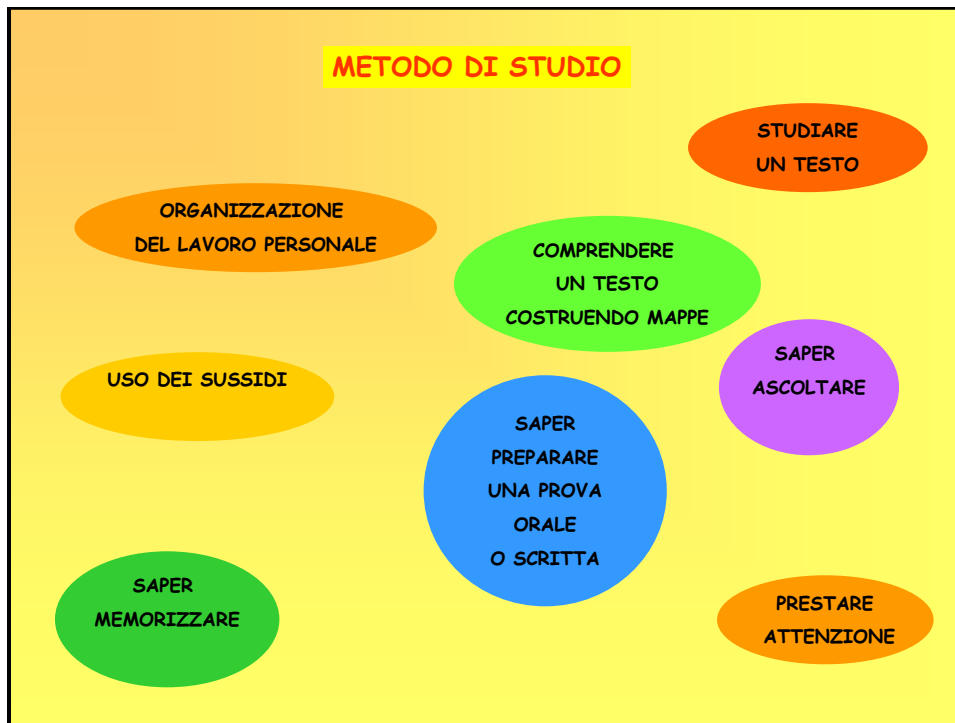 METODO DI STUDIO
STUDIARE
UN TESTO
ORGANIZZAZIONE
DEL LAVORO PERSONALE
COMPRENDERE
UN TESTO
COSTRUENDO MAPPE
SAPER
ASCOLTARE
USO DEI SUSSIDI
SAPER
PREPARARE
UNA PROVA
ORALE
O SCRITTA
SAPER
MEMORIZZARE
PRESTARE
ATTENZIONE